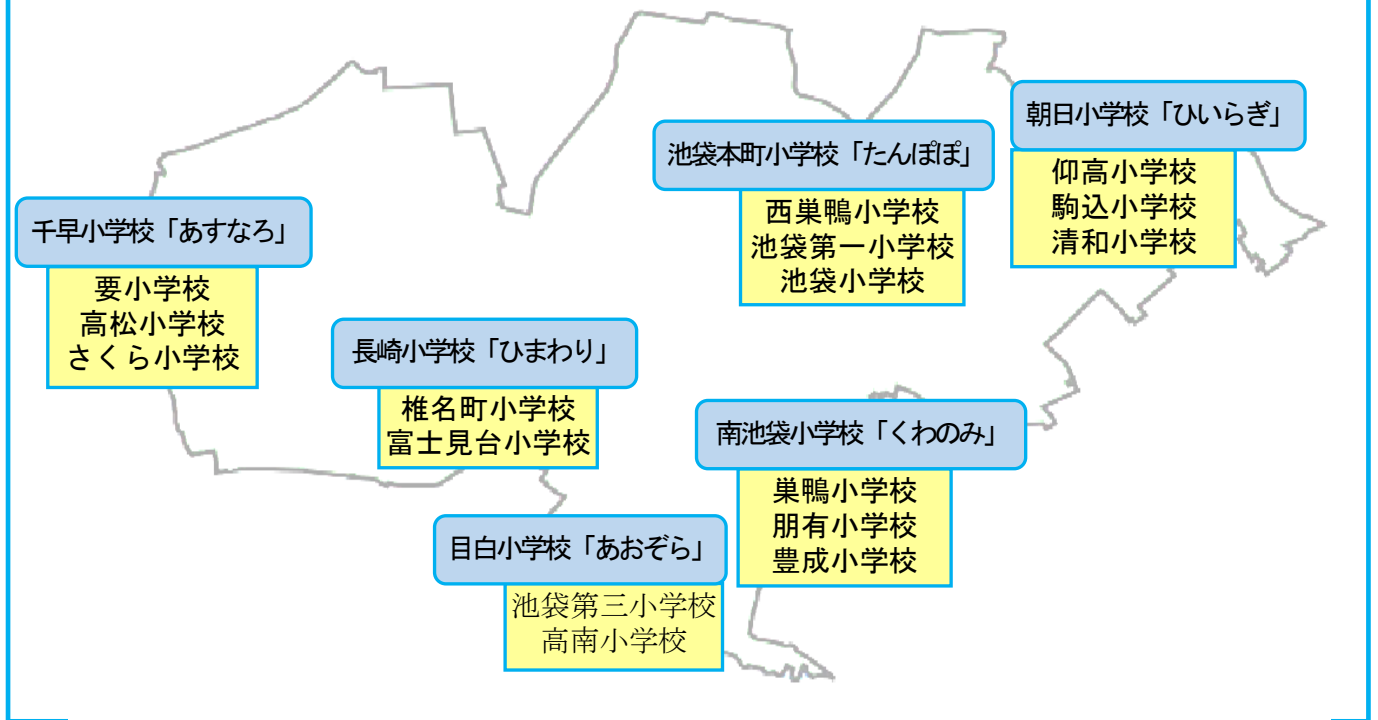 朝日小学校「ひいらぎ」
仰高小学校
駒込小学校
清和小学校
池袋本町小学校「たんぽぽ」
西巣鴨小学校
池袋第一小学校
池袋小学校
千早小学校「あすなろ」
要小学校
高松小学校
さくら小学校
長崎小学校「ひまわり」
椎名町小学校
富士見台小学校
南池袋小学校「くわのみ」
巣鴨小学校
朋有小学校
豊成小学校
目白小学校「あおぞら」
池袋第三小学校
高南小学校